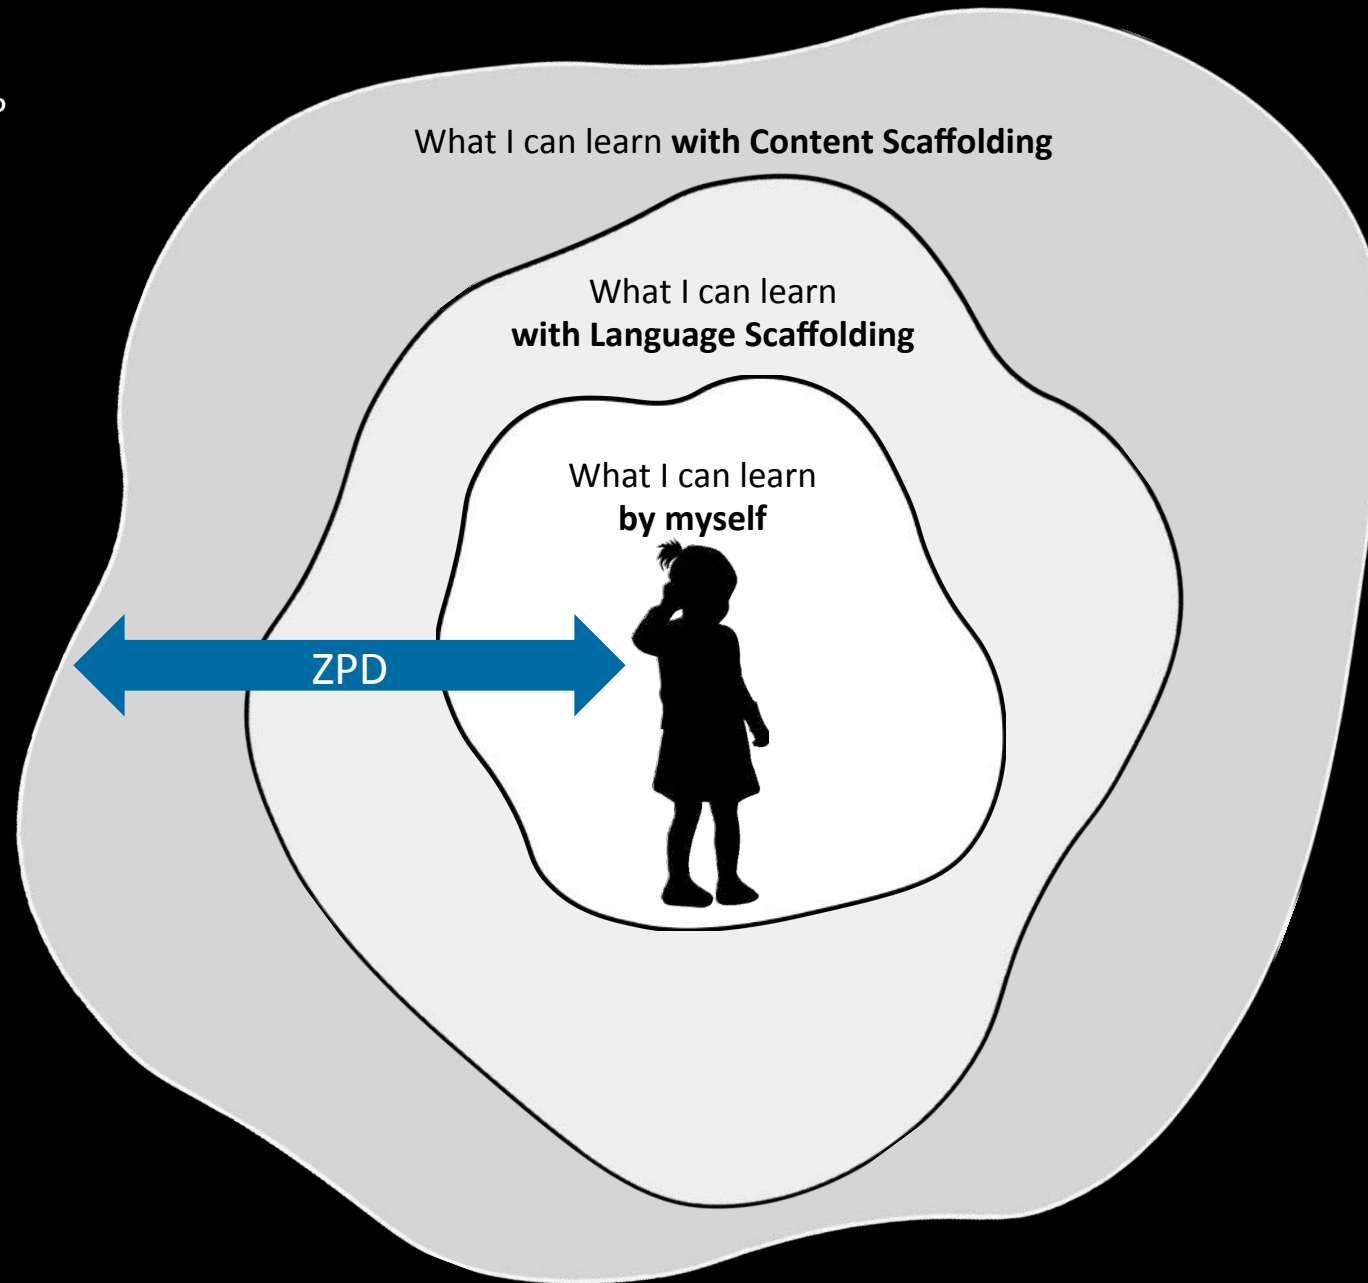 What I can learn with Content Scaffolding
What I can learn
with Language Scaffolding
What I can learn
by myself
ZPD